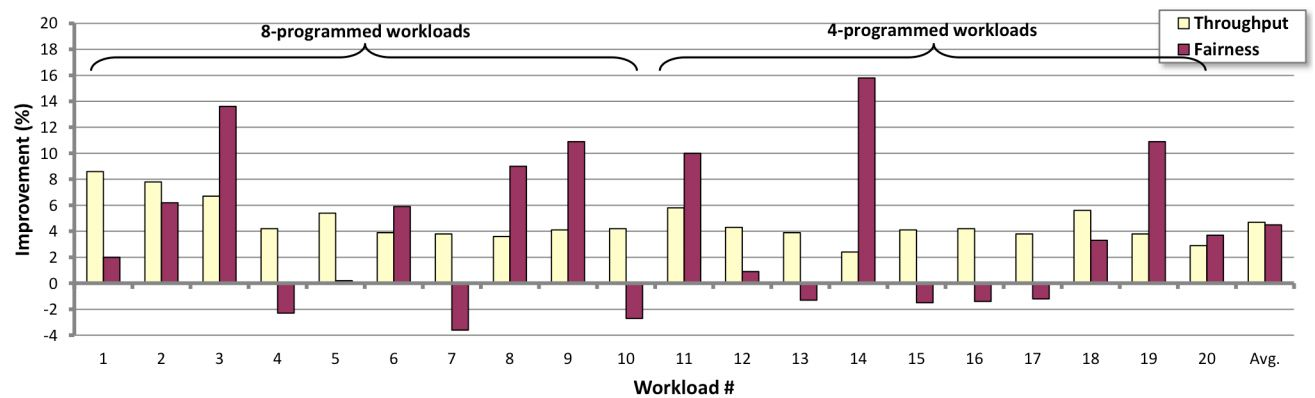 8-programmed workloads
4-programmed workloads
Throughput
Fairness
Improvement (%)
20
18
16
14
12
10
8
6
4
2
0
-2
-4
1 2 3 4 5 6 7 8 9 10 11 12 13 14 15 16 17 18 19 20 Avg.
Workload #